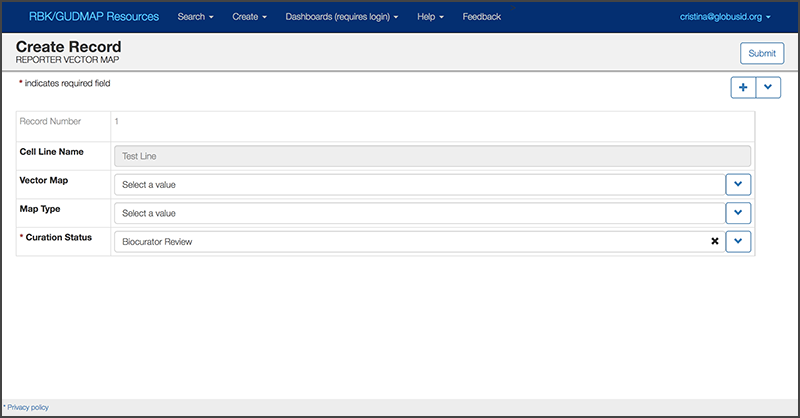 RBK/GUDMAP Resources Search Create Dashboards (requires login) Help Feedback cristina@globusid.org
Create Record
REPORTER VECTOR MAP
Submit
* indicates required field
Record Number 1
Cell Line Name Test Line
Vector Map Select a value
Map Type Select a value
* Curation Status Biocurator Review
* Privacy policy